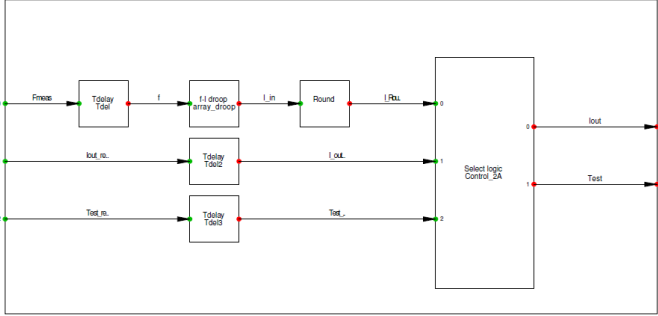 Fmeas
Tdelay
Tdel
f
f-I droop
array_droop
I_in
Round
I_Rou..
0
Iout_re..
Tdelay
Tdel2
I_out..
1
Test_re..
Tdelay
Tdel3
Test_..
2
Select logic
Control_2A
0
Iout
1
Test